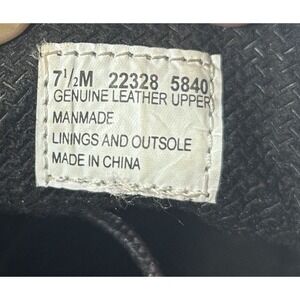 7½M 22328 5840
GENUINE LEATHER UPPER
MANMADE
LININGS AND OUTSOLE
MADE IN CHINA